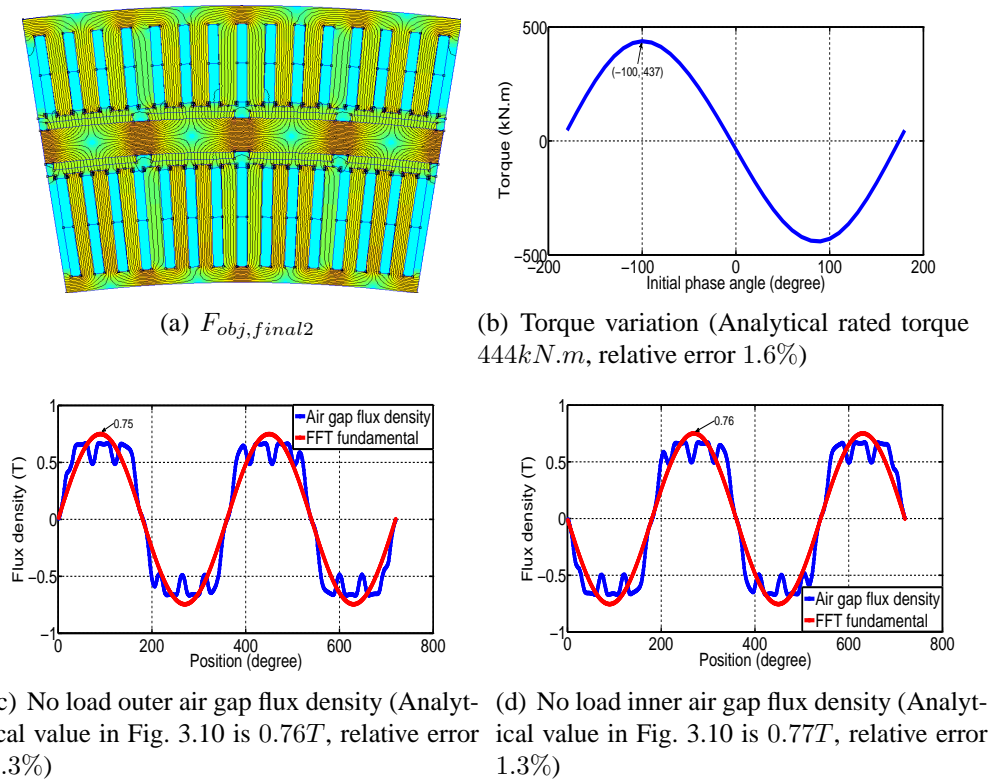 500
0
−500
−200
−100
0
100
200
(−100, 437)
Torque (kN.m)
Initial phase angle (degree)
(a) Fobj,final2
(b) Torque variation (Analytical rated torque
444kN.m, relative error 1.6%)
1
0.5
0
−0.5
−1
0
200
400
600
800
0.75
Air gap flux density
FFT fundamental
Flux density (T)
Position (degree)
1
0.5
0
−0.5
−1
0
200
400
600
800
0.76
Air gap flux density
FFT fundamental
Flux density (T)
Position (degree)
c) No load outer air gap flux density (Analyt-
cal value in Fig. 3.10 is 0.76T, relative error
.3%)
(d) No load inner air gap flux density (Analyt-
ical value in Fig. 3.10 is 0.77T, relative error
1.3%)